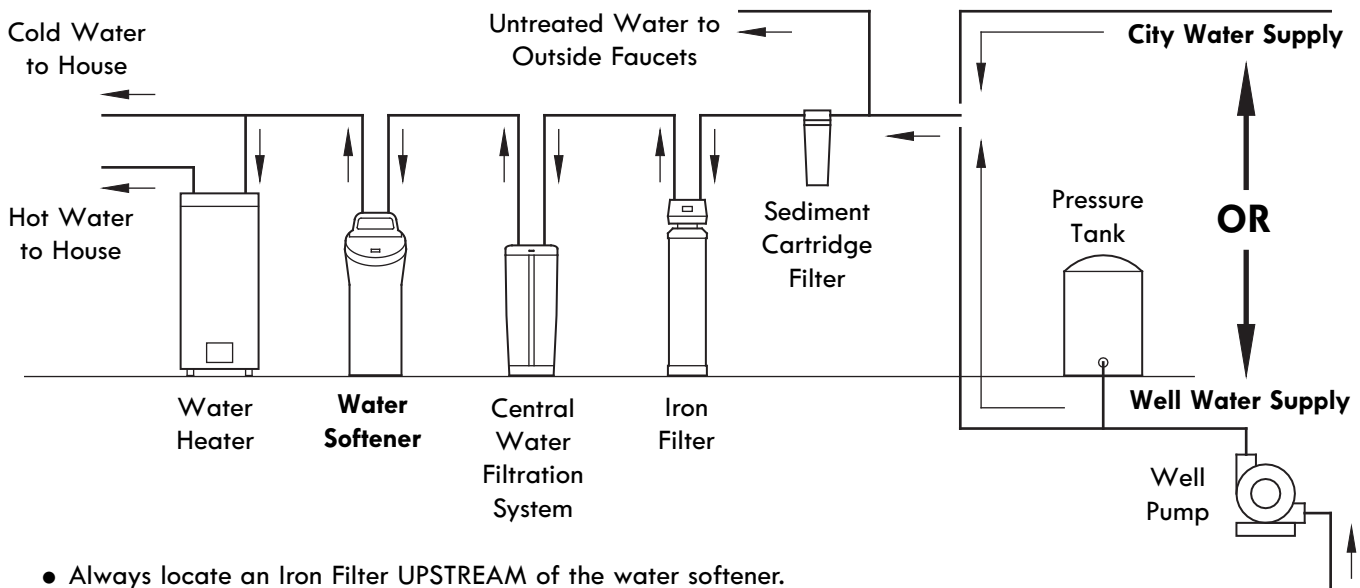 Cold Water
to House
Untreated Water to
Outside Faucets
City Water Supply
Hot Water
to House
Sediment
Cartridge
Filter
Pressure
Tank
OR
Water
Heater
Water
Softener
Central
Water
Filtration
System
Iron
Filter
Well Water Supply
Well
Pump
● Always locate an Iron Filter UPSTREAM of the water softener.